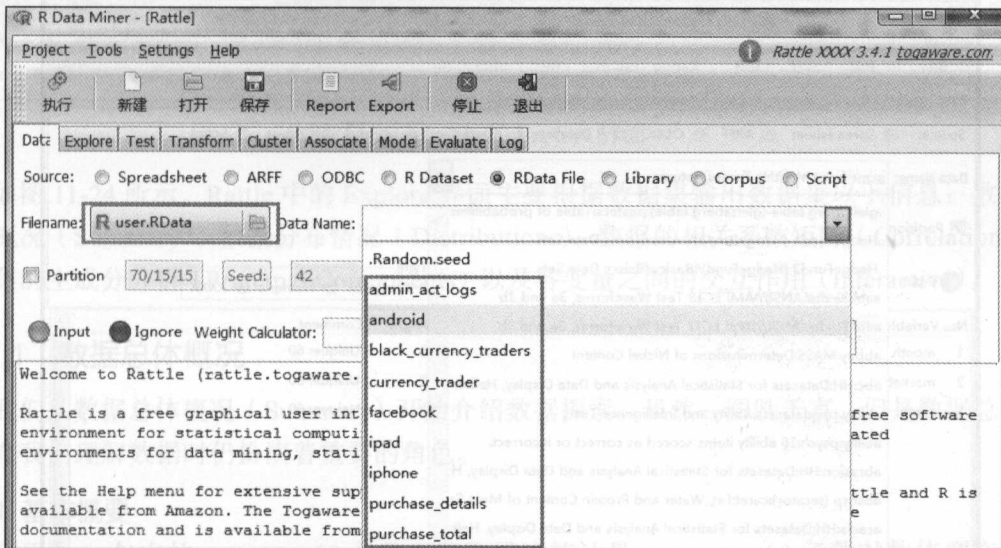 R Data Miner - [Rattle]
Project Tools Settings Help
Rattle XXXX 3.4.1 togaware.com
执行 新建 打开 保存 Report Export 停止 退出
Data Explore Test Transform Cluster Associate Mode Evaluate Log
Source: Spreadsheet ARFF ODBC R Dataset RData File Library Corpus Script
Filename: user.RData Data Name:
Partition 70/15/15 Seed: 42
Input Ignore Weight Calculator:
.Random.seed
admin_act_logs
android
black_currency_traders
currency_trader
facebook
ipad
iphone
purchase_details
purchase_total
Welcome to Rattle (rattle.togaware.
Rattle is a free graphical user int free software
environment for statistical computi ated
environments for data mining, stati
See the Help menu for extensive sup ttle and R is
available from Amazon. The Togaware e
documentation and is available from